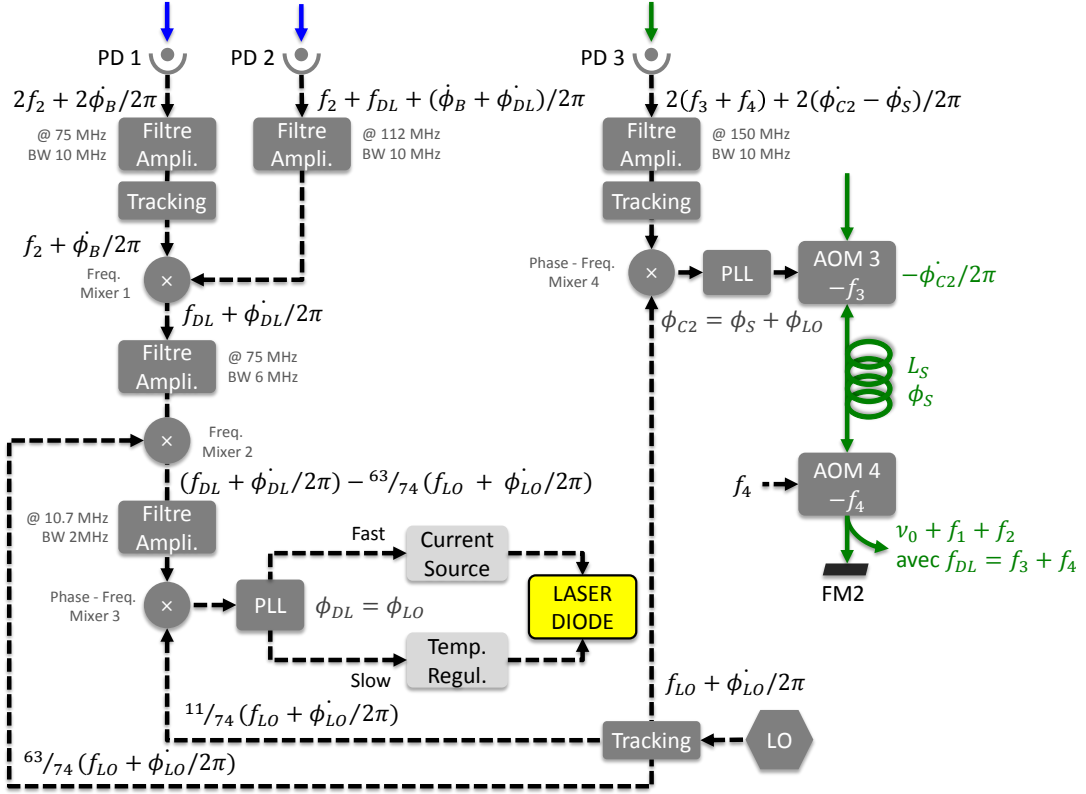 PD 1
PD 2
PD 3
2f₂ + 2ϕ̇_B/2π
f₂ + f_DL + (ϕ̇_B + ϕ̇_DL)/2π
2(f₃ + f₄) + 2(ϕ̇_C2 − ϕ̇_S)/2π
@ 75 MHz
BW 10 MHz
Filtre
Ampli.
Filtre
Ampli.
@ 112 MHz
BW 10 MHz
Filtre
Ampli.
@ 150 MHz
BW 10 MHz
Tracking
Tracking
f₂ + ϕ̇_B/2π
Freq.
Mixer 1
×
Phase - Freq.
Mixer 4
×
PLL
AOM 3
−f₃
−ϕ̇_C2/2π
f_DL + ϕ̇_DL/2π
ϕ_C2 = ϕ_S + ϕ_LO
Filtre
Ampli.
@ 75 MHz
BW 6 MHz
L_S
ϕ_S
×
Freq.
Mixer 2
(f_DL + ϕ̇_DL/2π) − ⁶³/₇₄(f_LO + ϕ̇_LO/2π)
f₄
AOM 4
−f₄
@ 10.7 MHz
BW 2MHz
Filtre
Ampli.
Fast
Current
Source
ν₀ + f₁ + f₂
avec f_DL = f₃ + f₄
FM2
Phase - Freq.
Mixer 3
×
PLL
ϕ_DL = ϕ_LO
LASER
DIODE
Slow
Temp.
Regul.
f_LO + ϕ̇_LO/2π
¹¹/₇₄(f_LO + ϕ̇_LO/2π)
Tracking
LO
⁶³/₇₄(f_LO + ϕ̇_LO/2π)